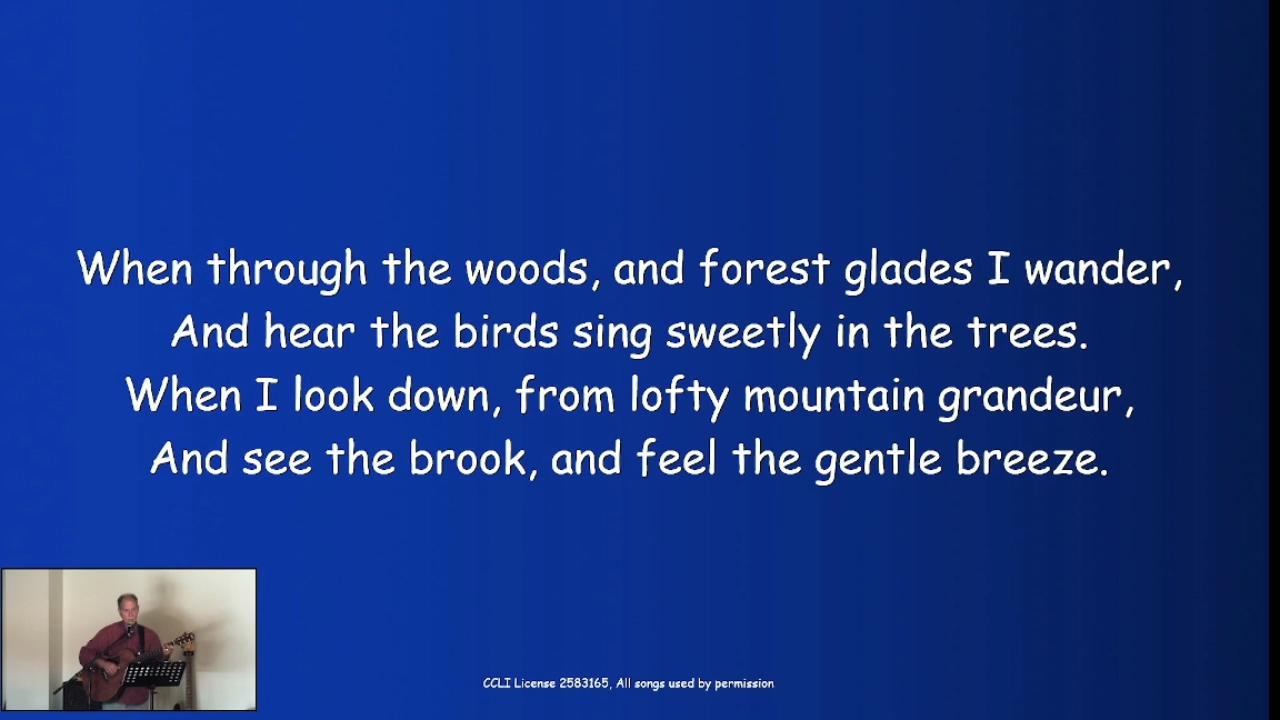 When through the woods, and forest glades I wander,
And hear the birds sing sweetly in the trees.
When I look down, from lofty mountain grandeur,
And see the brook, and feel the gentle breeze.
CCLI License 2583165, All songs used by permission